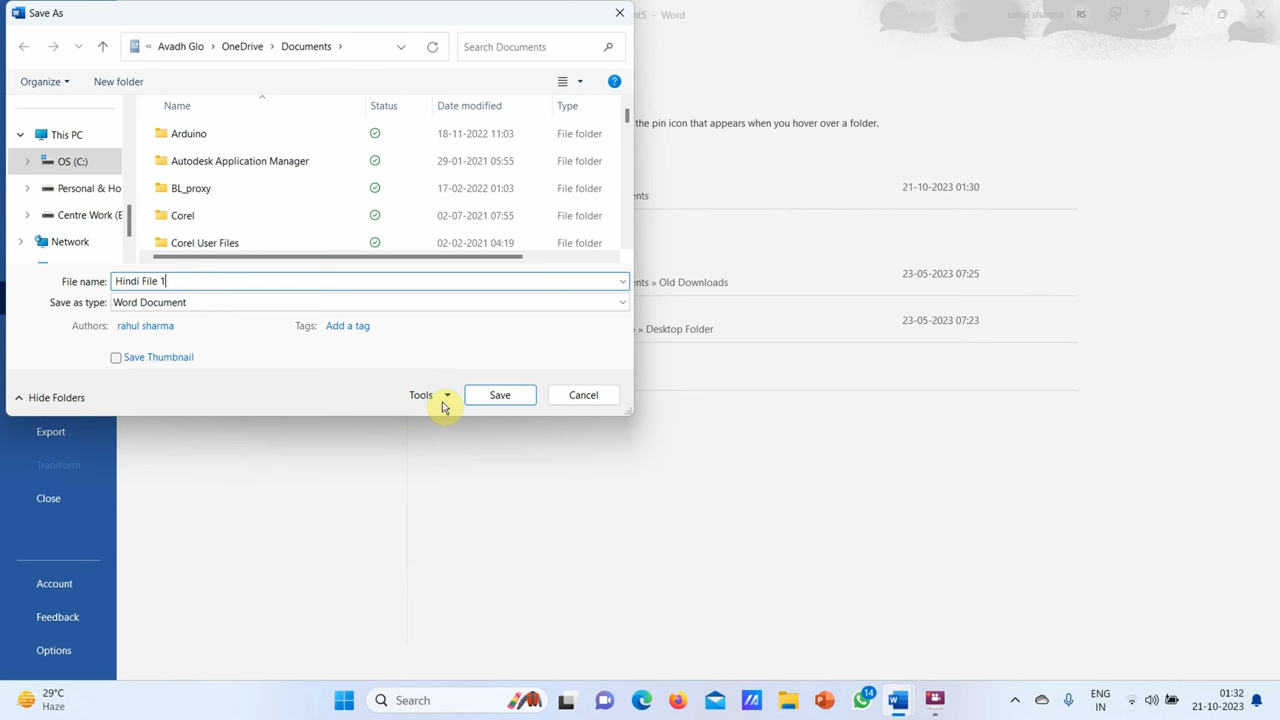 Save As
nt5 - Word
rahul sharma
RS
« Avadh Glo > OneDrive > Documents >
Search Documents
Organize
New folder
Name
Status
Date modified
Type
This PC
OS (C:)
Personal & Ho
Centre Work (E
Network
Arduino
18-11-2022 11:03
File folder
Autodesk Application Manager
29-01-2021 05:55
File folder
BL_proxy
17-02-2022 01:03
File folder
Corel
02-07-2021 07:55
File folder
Corel User Files
02-02-2021 04:19
File folder
File name: Hindi File 1
Save as type: Word Document
Authors: rahul sharma
Tags: Add a tag
Save Thumbnail
Hide Folders
Tools
Save
Cancel
the pin icon that appears when you hover over a folder.
nts
21-10-2023 01:30
nts » Old Downloads
23-05-2023 07:25
» Desktop Folder
23-05-2023 07:23
Export
Transform
Close
Account
Feedback
Options
29°C
Haze
Search
14
ENG
IN
01:32
21-10-2023